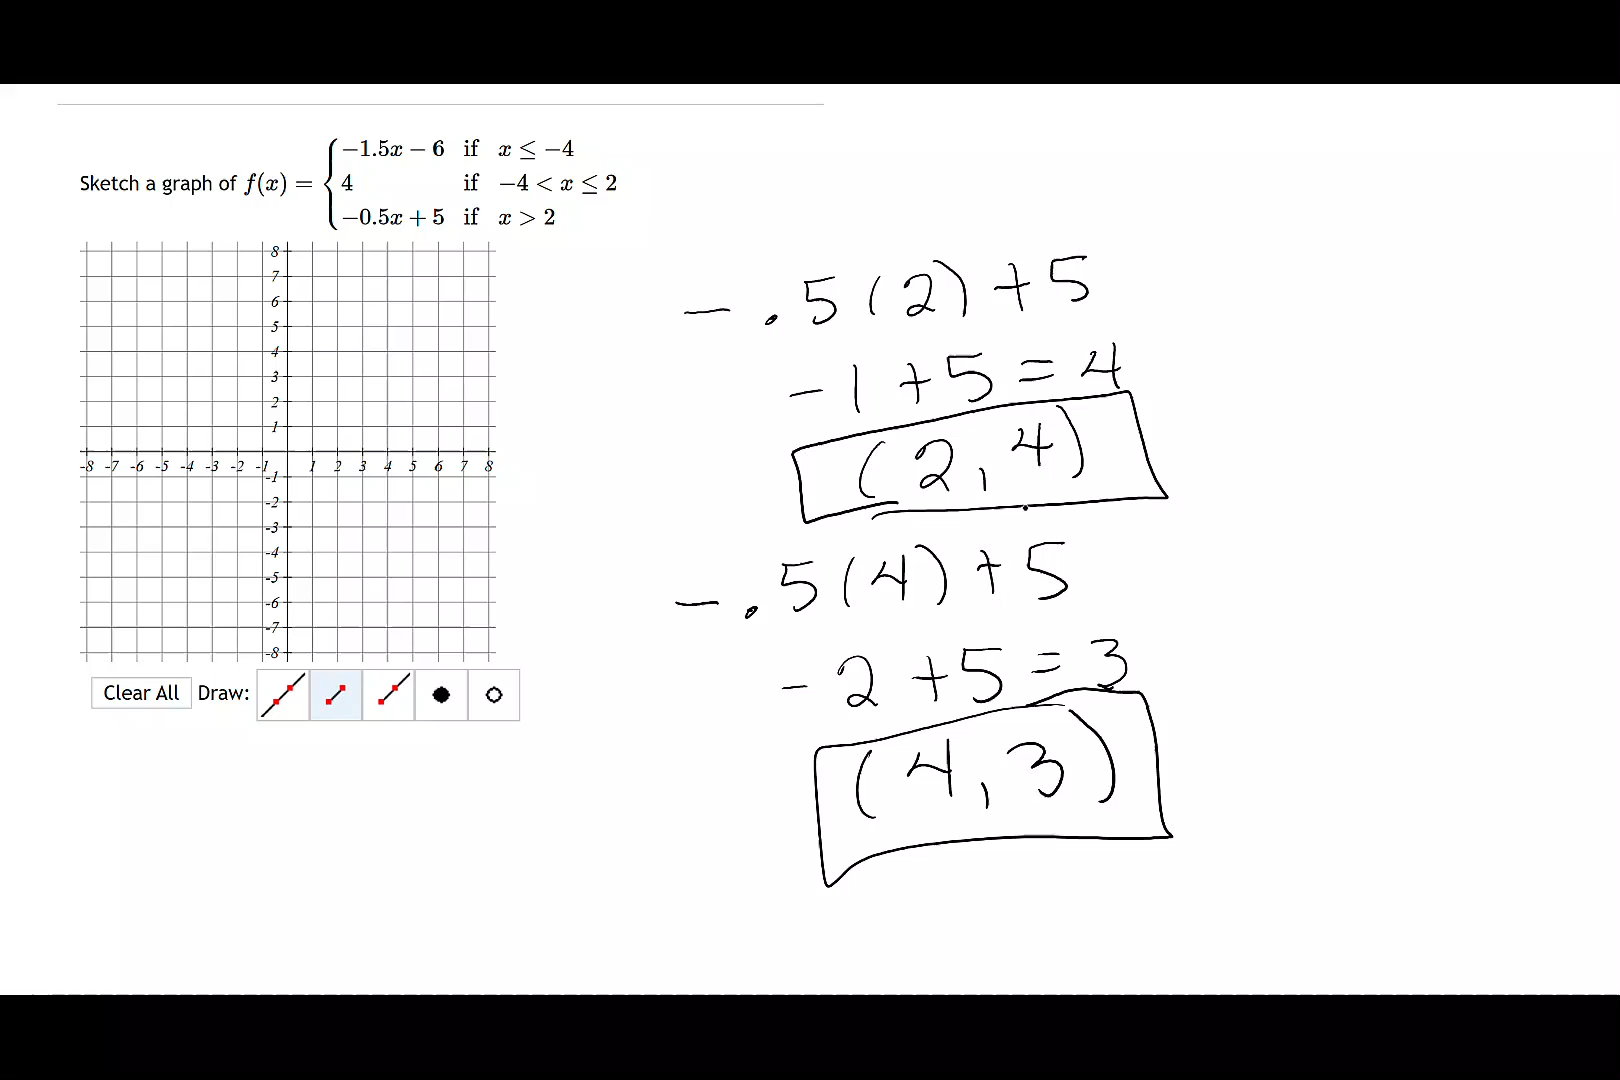 Sketch a graph of f(x) = { −1.5x − 6 if x ≤ −4
4 if −4 < x ≤ 2
−0.5x + 5 if x > 2
8
7
6
5
4
3
2
1
-8 -7 -6 -5 -4 -3 -2 -1 1 2 3 4 5 6 7 8
-1
-2
-3
-4
-5
-6
-7
-8
Clear All Draw:
- .5(2) +5
-1 +5 = 4
(2, 4)
- .5(4) +5
-2 +5 = 3
(4, 3)